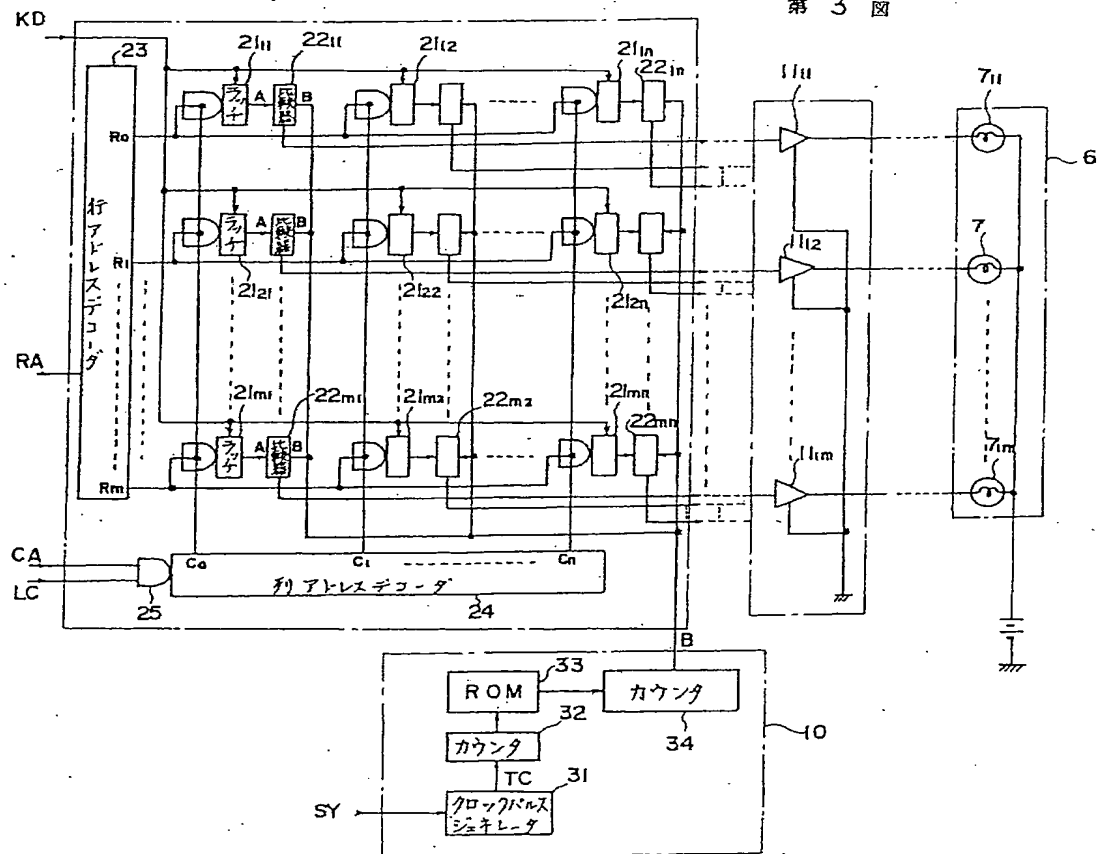 第 3 図
KD
23
21₁₁
22₁₁
21₁₂
21₁ₙ
22₁ₙ
11₁₁
7₁₁
6
ラッチ
A
比較器
B
R₀
行アドレスデコーダ
ラッチ
A
比較器
B
R₁
21₂₁
21₂₂
21₂ₙ
11₁₂
7
RA
21ₘ₁
22ₘ₁
21ₘ₂
22ₘ₂
21ₘₙ
22ₘₙ
11₁ₘ
7₁ₘ
ラッチ
A
比較器
B
Rₘ
CA
LC
25
C₀
C₁
Cₙ
列アドレスデコーダ
24
B
ROM
33
カウンタ
34
10
カウンタ
32
TC
31
SY
クロックパルス
ジェネレータ